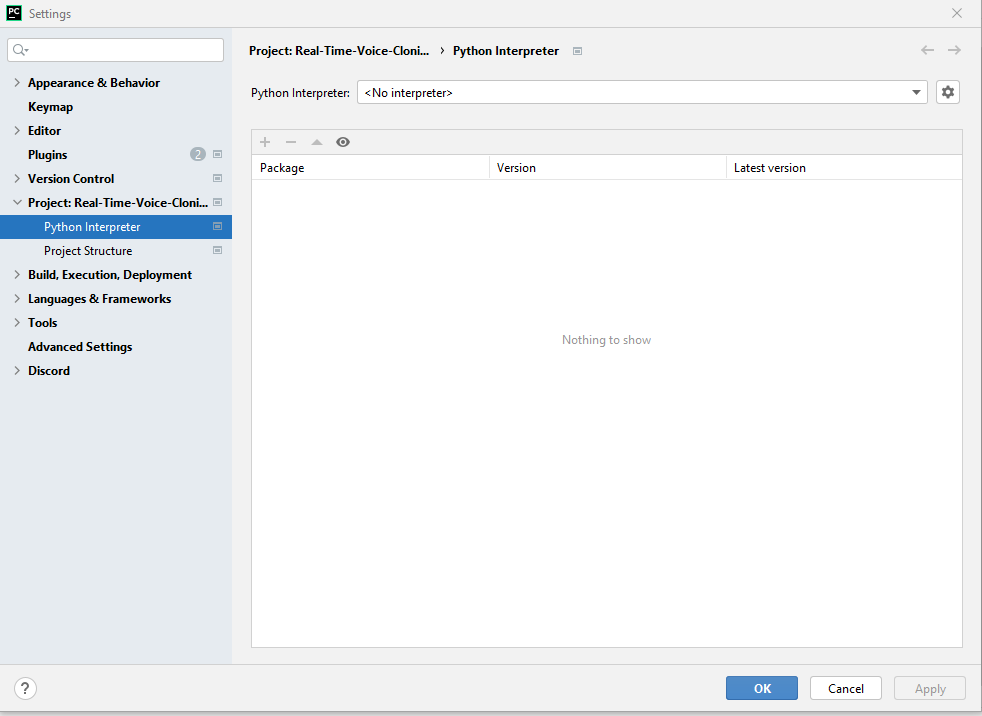 PC Settings
Appearance & Behavior
Keymap
Editor
Plugins 2
Version Control
Project: Real-Time-Voice-Cloni...
Python Interpreter
Project Structure
Build, Execution, Deployment
Languages & Frameworks
Tools
Advanced Settings
Discord
Project: Real-Time-Voice-Cloni... › Python Interpreter
Python Interpreter: <No interpreter>
Package Version Latest version
Nothing to show
? OK Cancel Apply